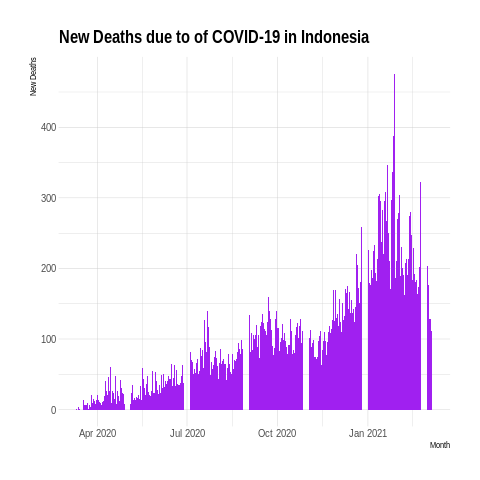 New Deaths due to of COVID-19 in Indonesia
New Deaths
400
300
200
100
0
Apr 2020 Jul 2020 Oct 2020 Jan 2021
Month